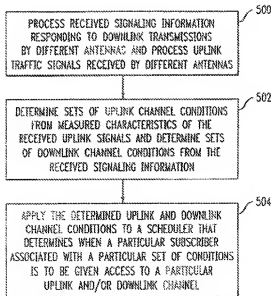 500
PROCESS RECEIVED SIGNALING INFORMATION
RESPONDING TO DOWNLINK TRANSMISSIONS
BY DIFFERENT ANTENNAS AND PROCESS UPLINK
TRAFFIC SIGNALS RECEIVED BY DIFFERENT ANTENNAS
502
DETERMINE SETS OF UPLINK CHANNEL CONDITIONS
FROM MEASURED CHARACTERISTICS OF THE
RECEIVED UPLINK SIGNALS AND DETERMINE SETS
OF DOWNLINK CHANNEL CONDITIONS FROM THE
RECEIVED SIGNALING INFORMATION
504
APPLY THE DETERMINED UPLINK AND DOWNLINK
CHANNEL CONDITIONS TO A SCHEDULER THAT
DETERMINES WHEN A PARTICULAR SUBSCRIBER
ASSOCIATED WITH A PARTICULAR SET OF CONDITIONS
IS TO BE GIVEN ACCESS TO A PARTICULAR
UPLINK AND/OR DOWNLINK CHANNEL